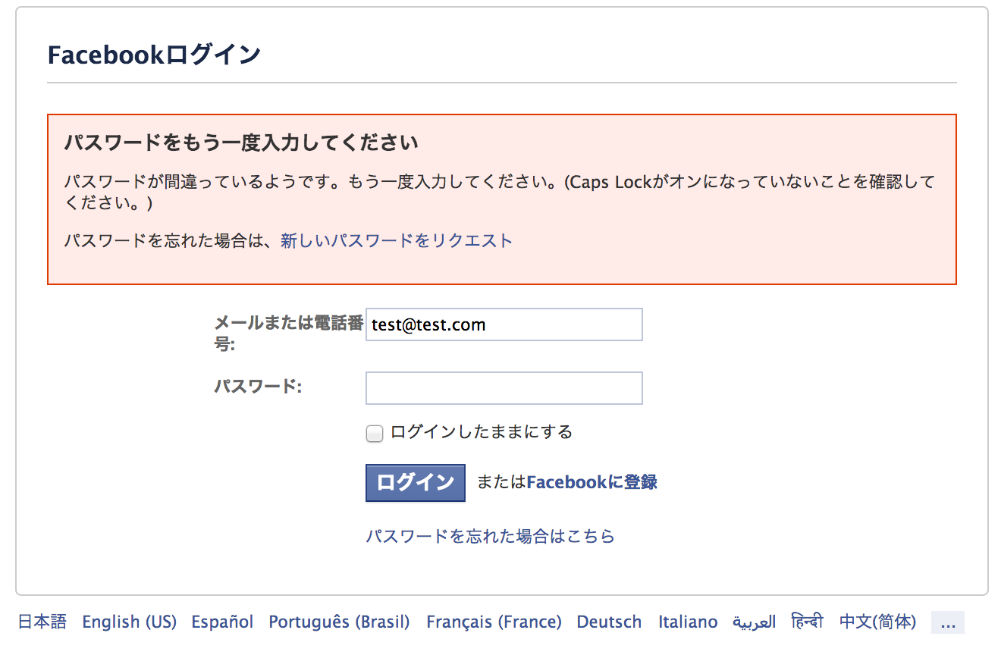 Facebookログイン
パスワードをもう一度入力してください
パスワードが間違っているようです。もう一度入力してください。(Caps Lockがオンになっていないことを確認して
ください。)
パスワードを忘れた場合は、新しいパスワードをリクエスト
メールまたは電話番
号:
test@test.com
パスワード:
ログインしたままにする
ログイン またはFacebookに登録
パスワードを忘れた場合はこちら
日本語 English (US) Español Português (Brasil) Français (France) Deutsch Italiano العربية हिन्दी 中文(简体) ...